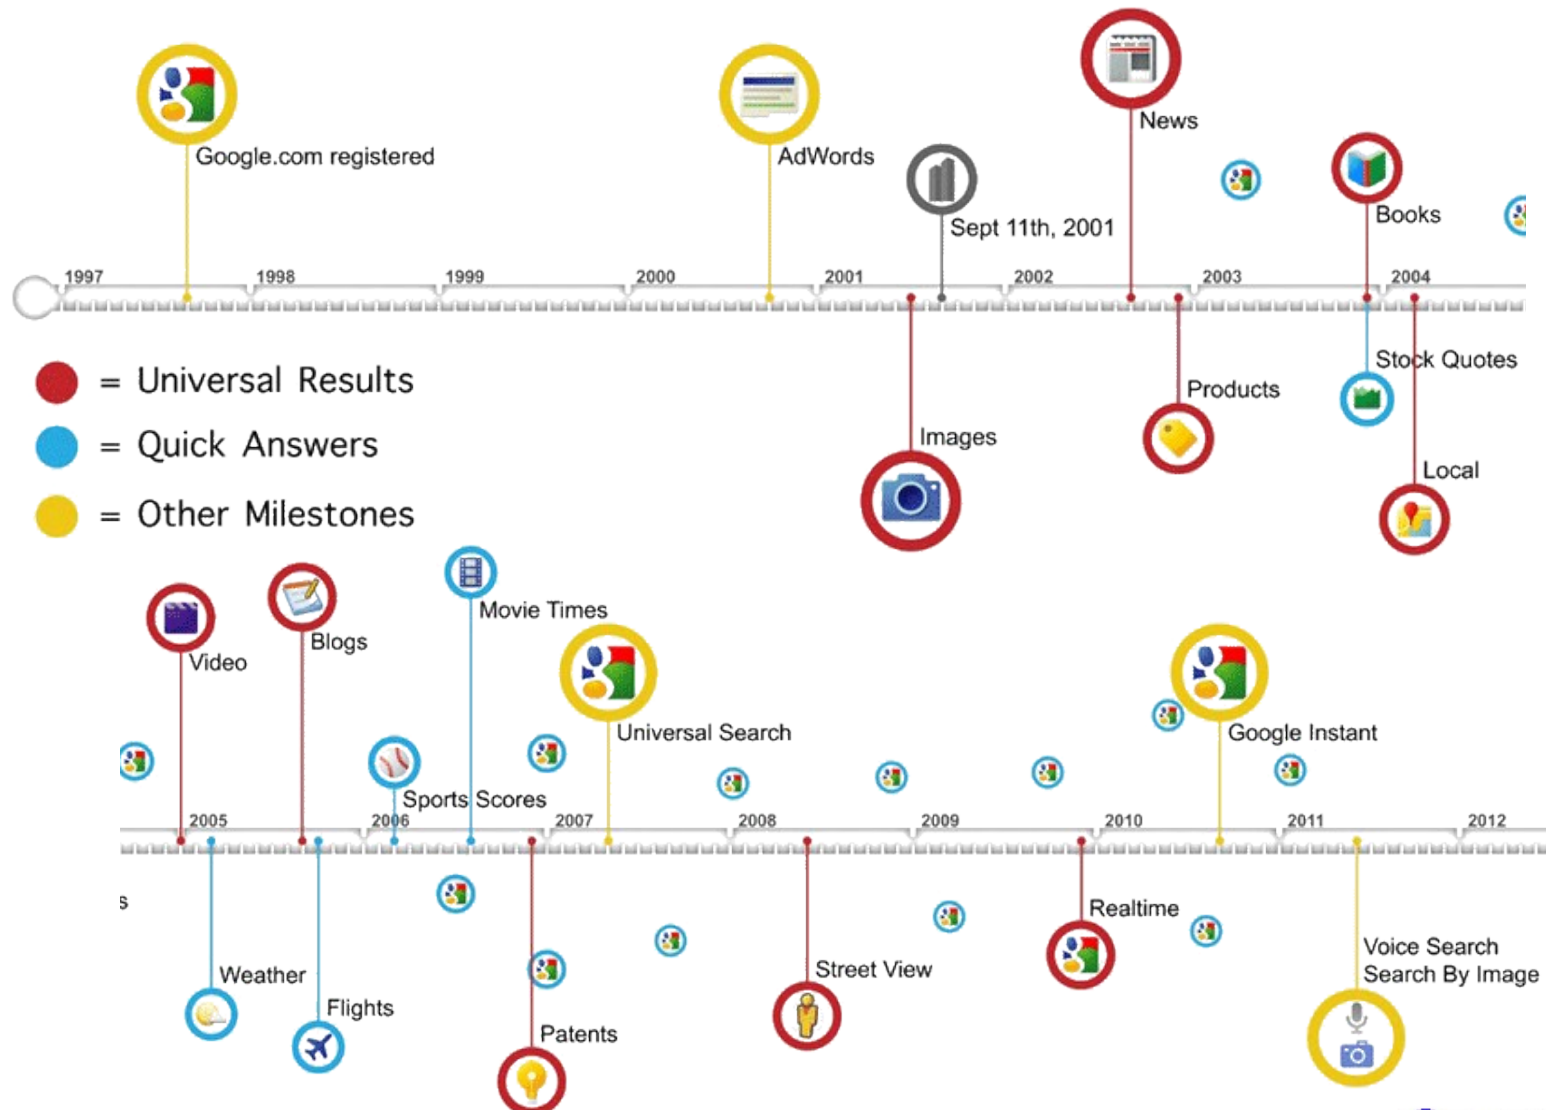 Google.com registered
AdWords
News
Sept 11th, 2001
Books
1997
1998
1999
2000
2001
2002
2003
2004
Images
Products
Stock Quotes
Local
= Universal Results
= Quick Answers
= Other Milestones
Video
Blogs
Movie Times
Sports Scores
Universal Search
Google Instant
2005
2006
2007
2008
2009
2010
2011
2012
s
Weather
Flights
Patents
Street View
Realtime
Voice Search
Search By Image